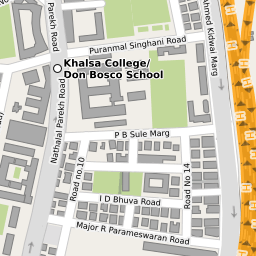 Parekh Road
Ahmed Kidwai Marg
Puranmal Singhani Road
Khalsa College/
Don Bosco School
P B Sule Marg
Nathalal Parekh Road
Road no.10
Road No 14
I D Bhuva Road
Major R Parameswaran Road